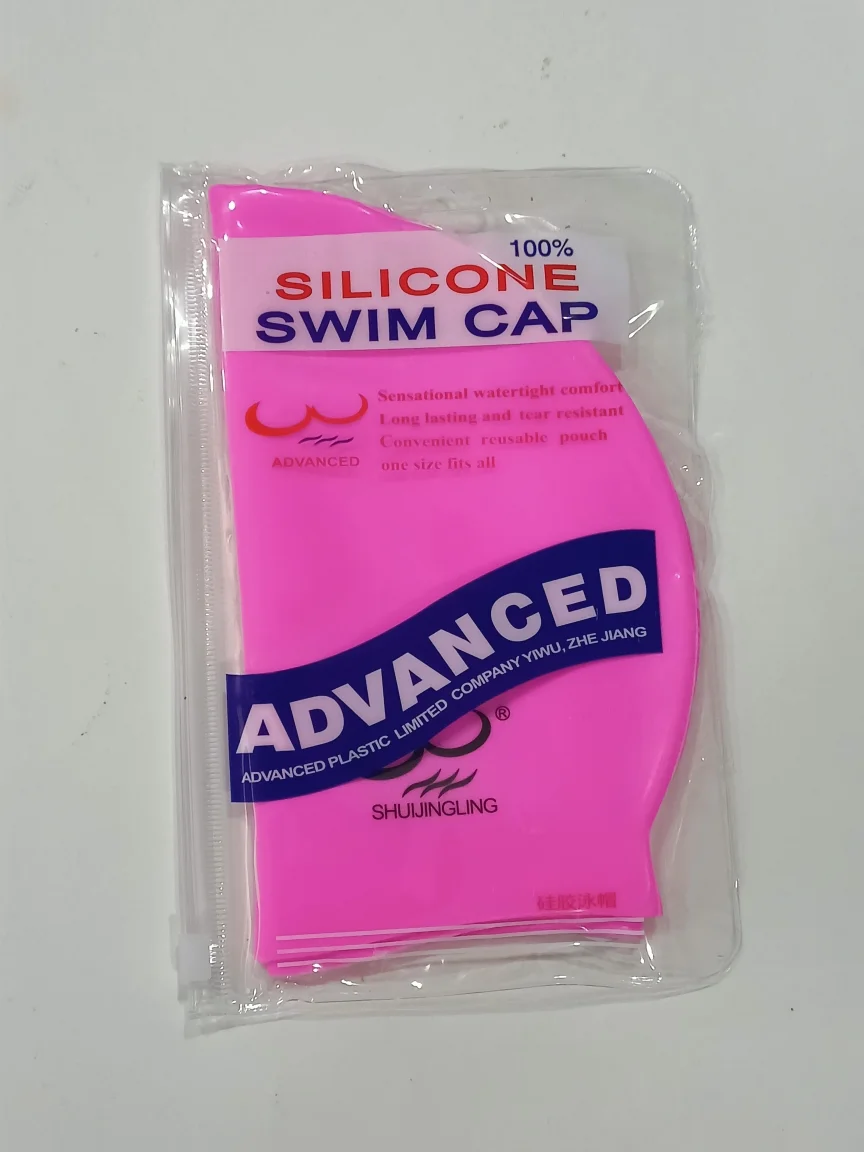 100%
SILICONE
SWIM CAP
Sensational watertight comfort
Long lasting and tear resistant
Convenient reusable pouch
one size fits all
ADVANCED
ADVANCED
ADVANCED PLASTIC LIMITED COMPANY YIWU, ZHE JIANG
®
SHUIJINGLING
硅胶泳帽